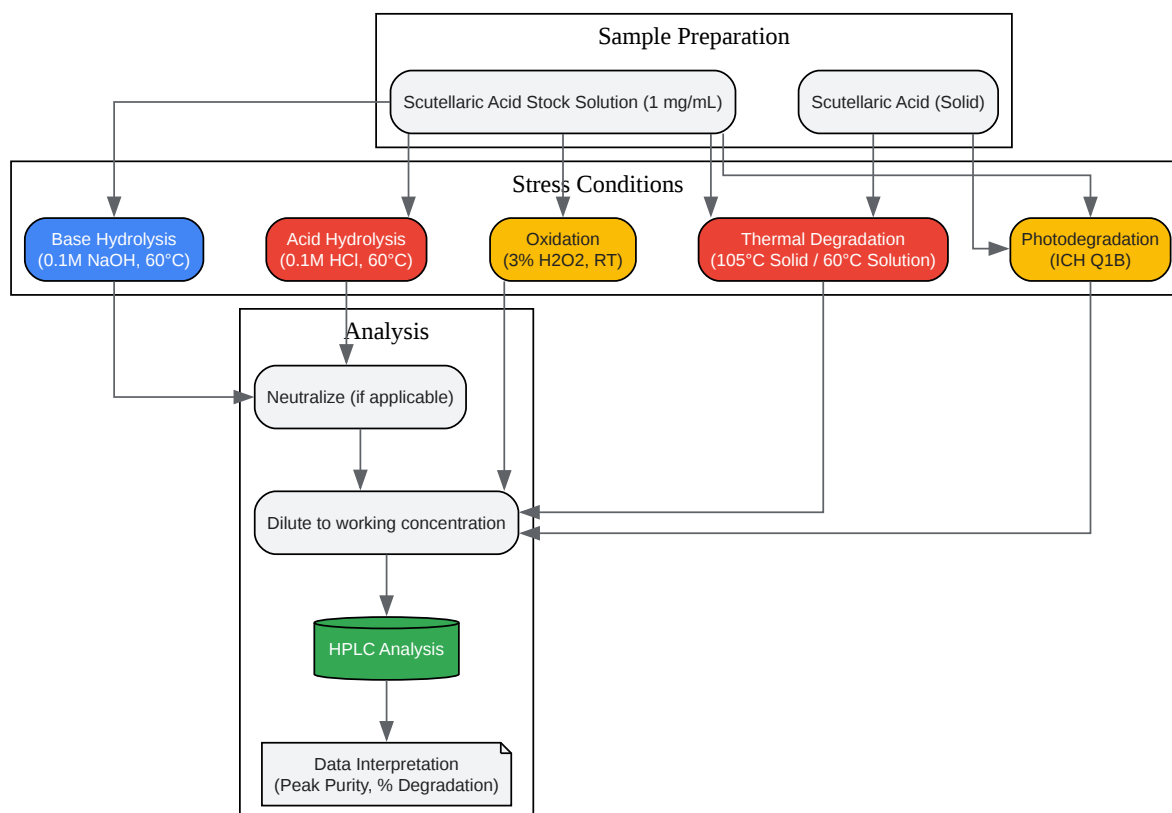 Sample Preparation
Scutellaric Acid Stock Solution (1 mg/mL)
Scutellaric Acid (Solid)
Stress Conditions
Base Hydrolysis
(0.1M NaOH, 60°C)
Acid Hydrolysis
(0.1M HCl, 60°C)
Oxidation
(3% H2O2, RT)
Thermal Degradation
(105°C Solid / 60°C Solution)
Photodegradation
(ICH Q1B)
Analysis
Neutralize (if applicable)
Dilute to working concentration
HPLC Analysis
Data Interpretation
(Peak Purity, % Degradation)